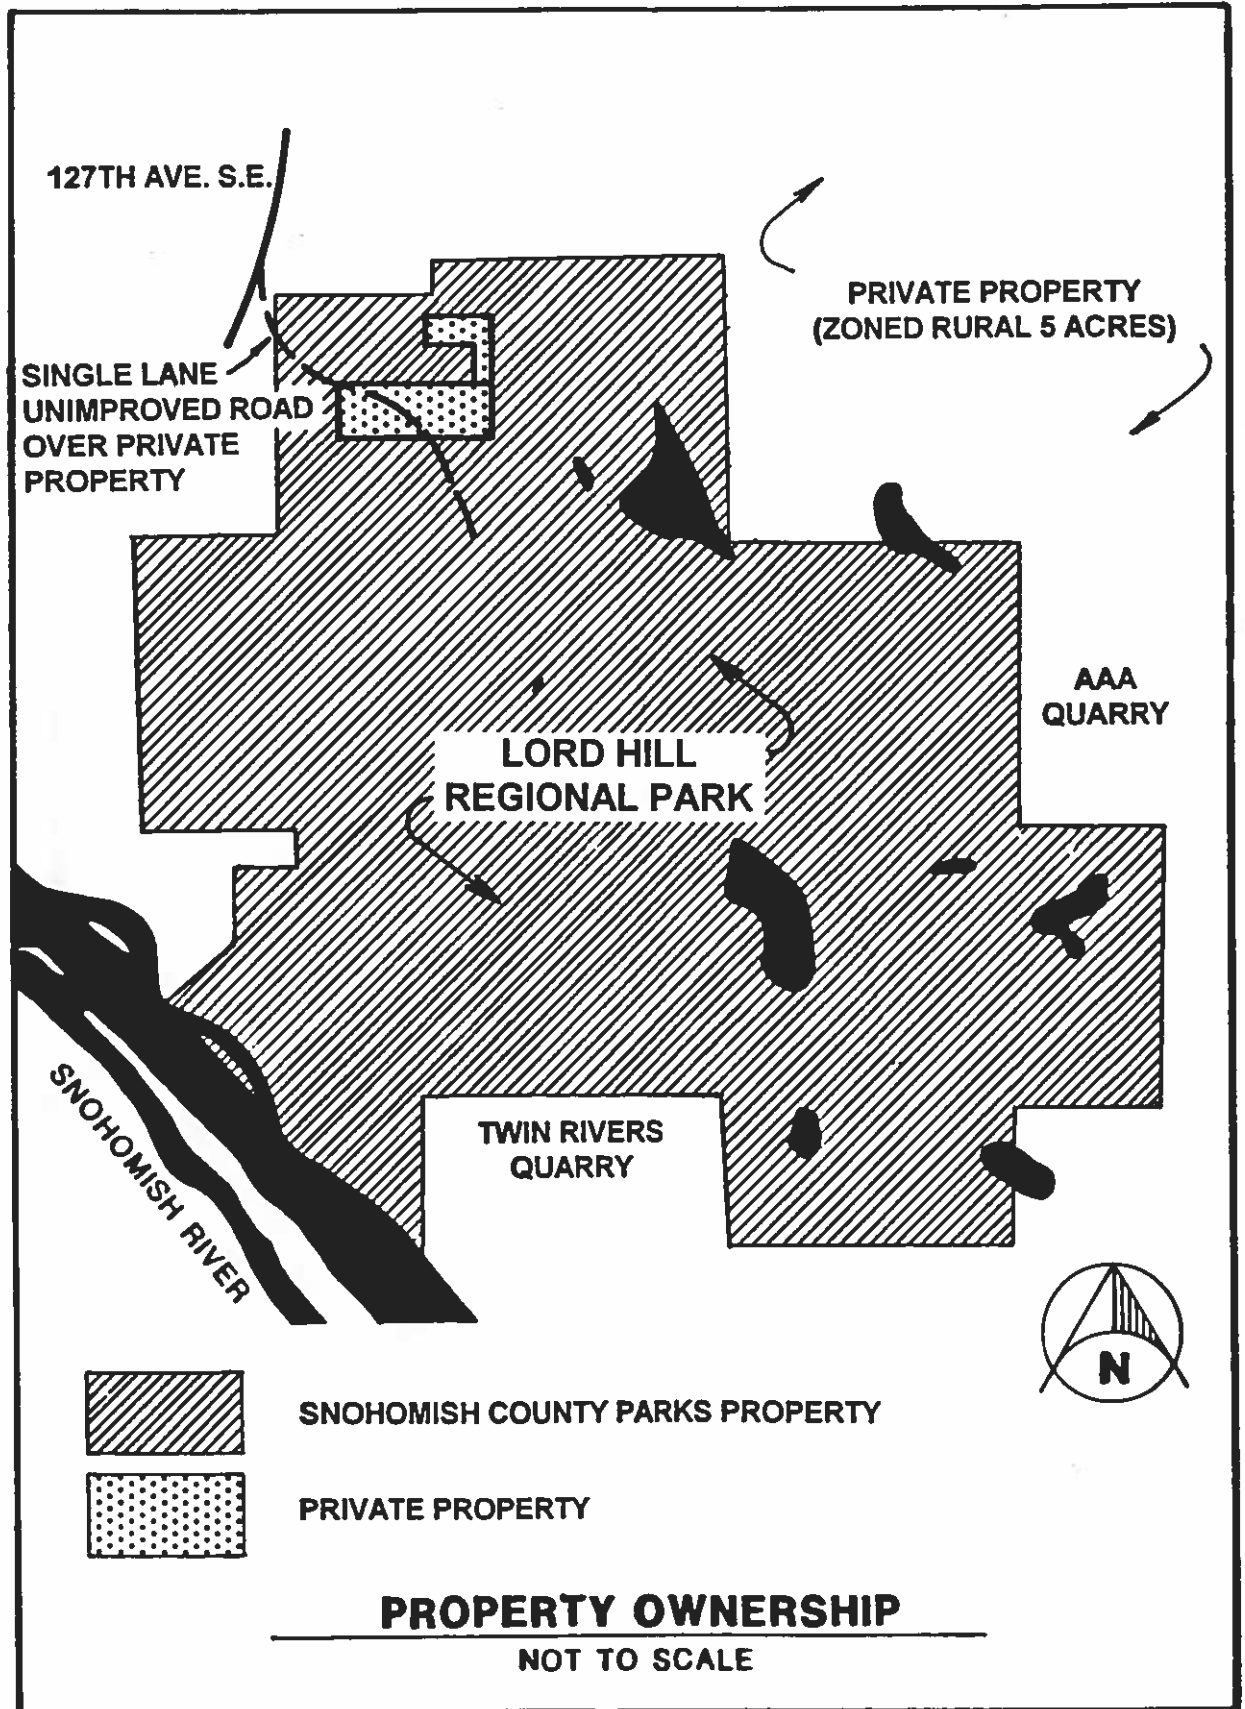 127TH AVE. S.E.
PRIVATE PROPERTY
(ZONED RURAL 5 ACRES)
SINGLE LANE
UNIMPROVED ROAD
OVER PRIVATE
PROPERTY
AAA
QUARRY
LORD HILL
REGIONAL PARK
TWIN RIVERS
QUARRY
SNOHOMISH RIVER
N
SNOHOMISH COUNTY PARKS PROPERTY
PRIVATE PROPERTY
PROPERTY OWNERSHIP
NOT TO SCALE